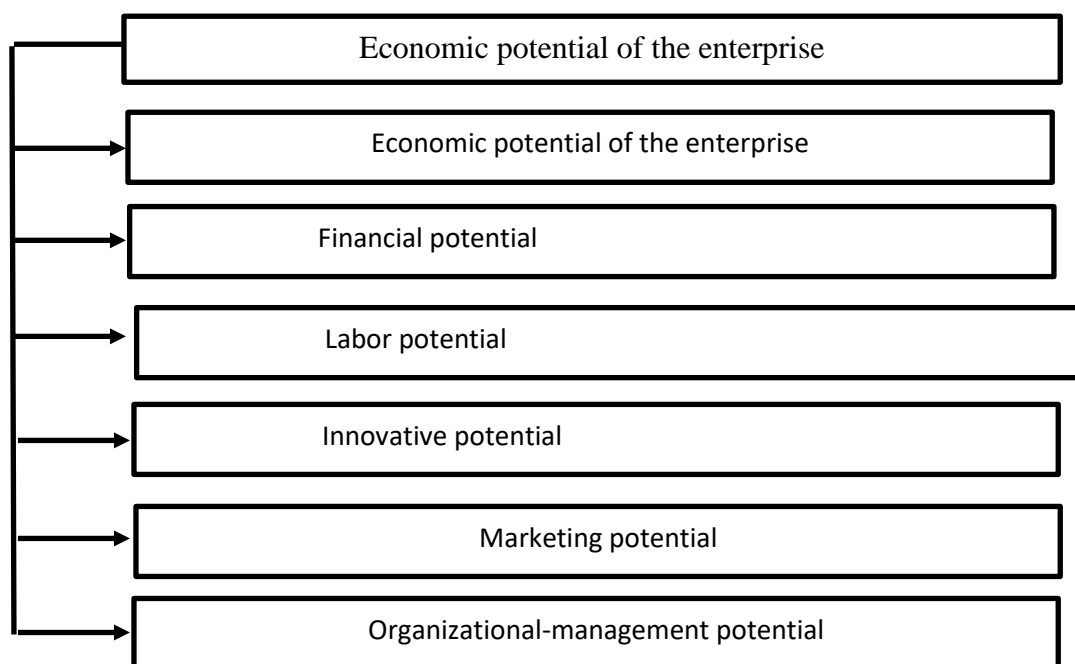 Economic potential of the enterprise
Economic potential of the enterprise
Financial potential
Labor potential
Innovative potential
Marketing potential
Organizational-management potential